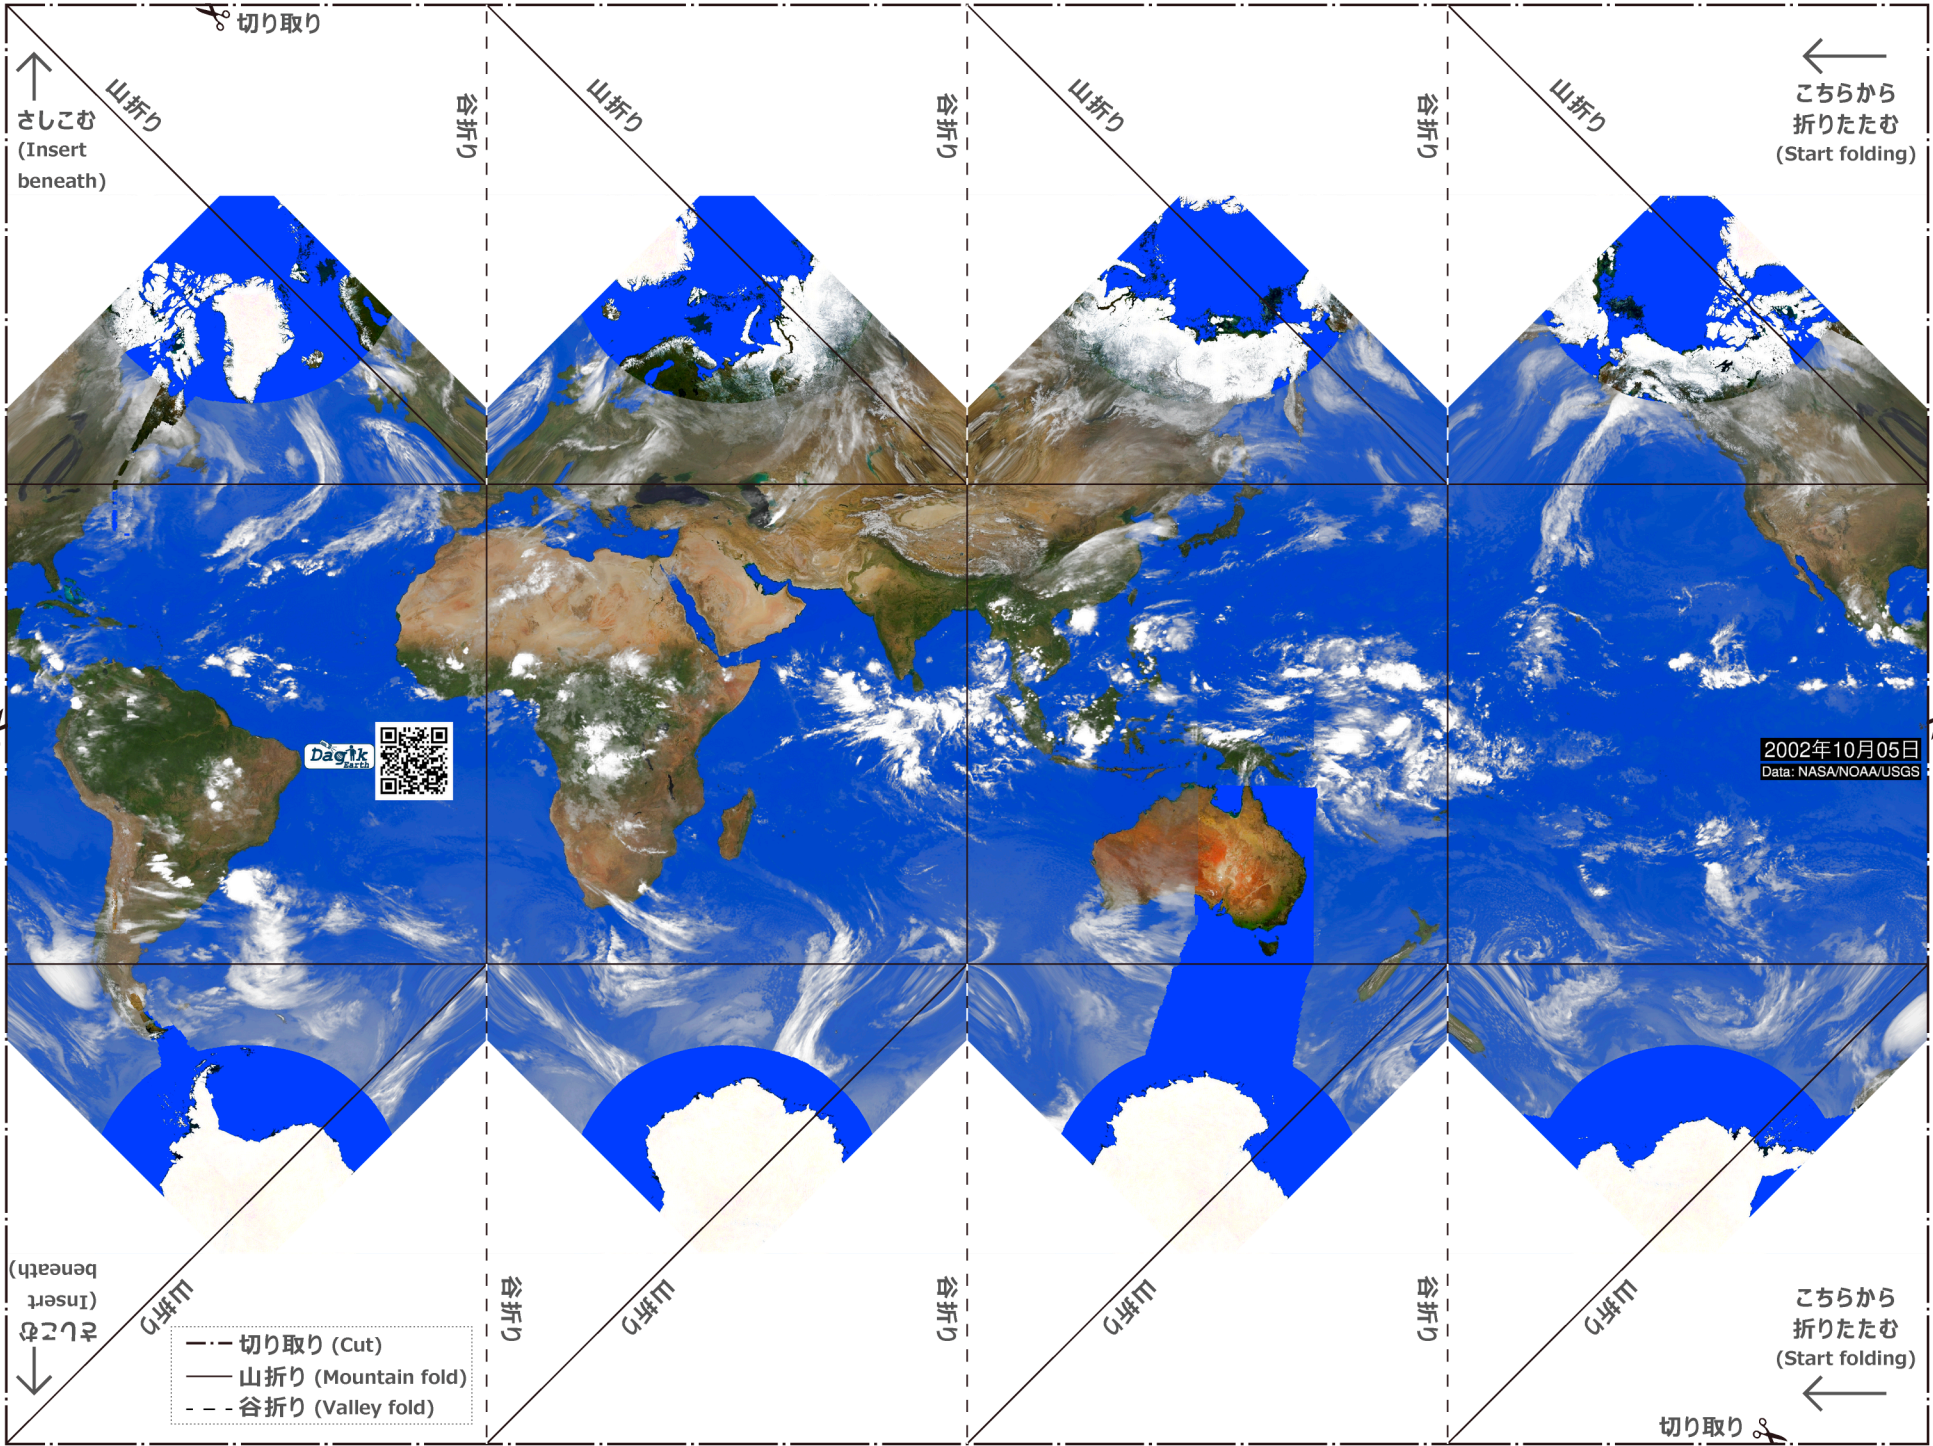 切り取り
山折り
谷折り
山折り
谷折り
山折り
谷折り
山折り
さしこむ
(Insert
beneath)
こちらから
折りたたむ
(Start folding)
Dagik
Earth
2002年10月05日
Data: NASA/NOAA/USGS
さしこむ
(Insert
beneath)
山折り
谷折り
山折り
谷折り
山折り
谷折り
山折り
こちらから
折りたたむ
(Start folding)
切り取り (Cut)
山折り (Mountain fold)
谷折り (Valley fold)
切り取り